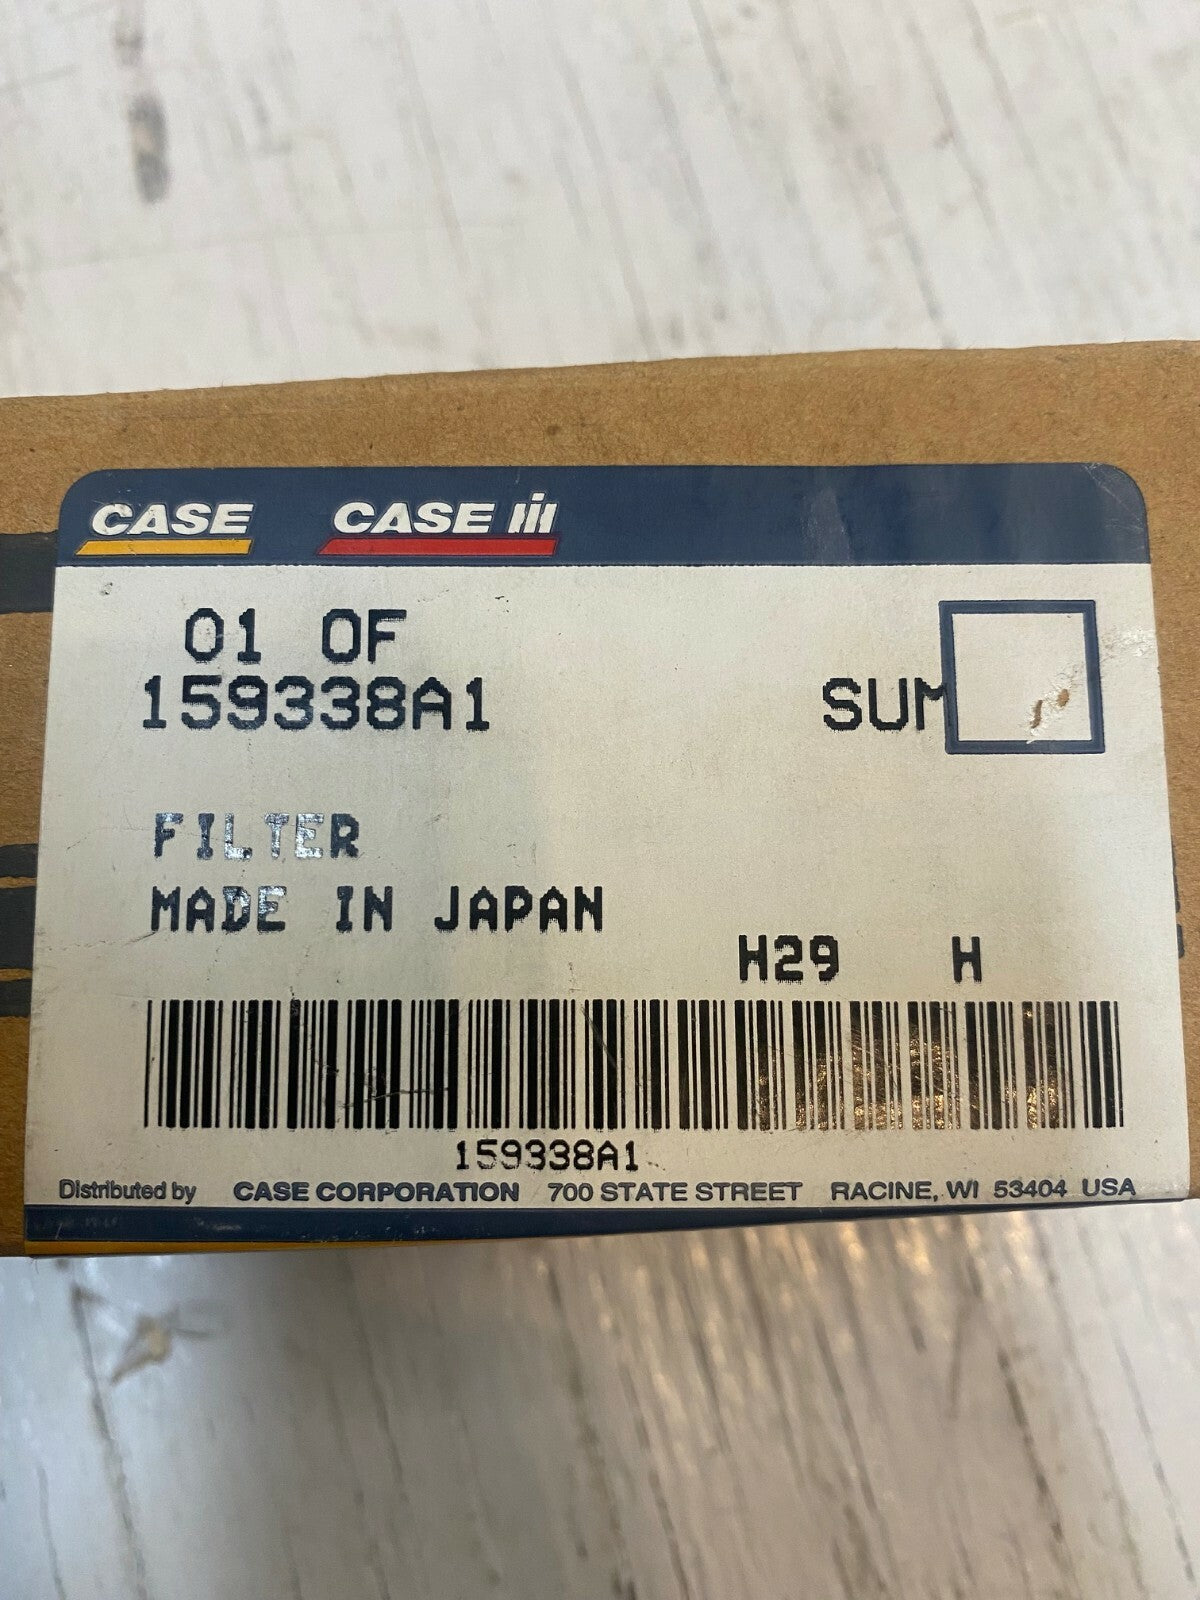 CASE CASE III
01 OF
159338A1 SUM
FILTER
MADE IN JAPAN
H29 H
159338A1
Distributed by CASE CORPORATION 700 STATE STREET RACINE, WI 53404 USA